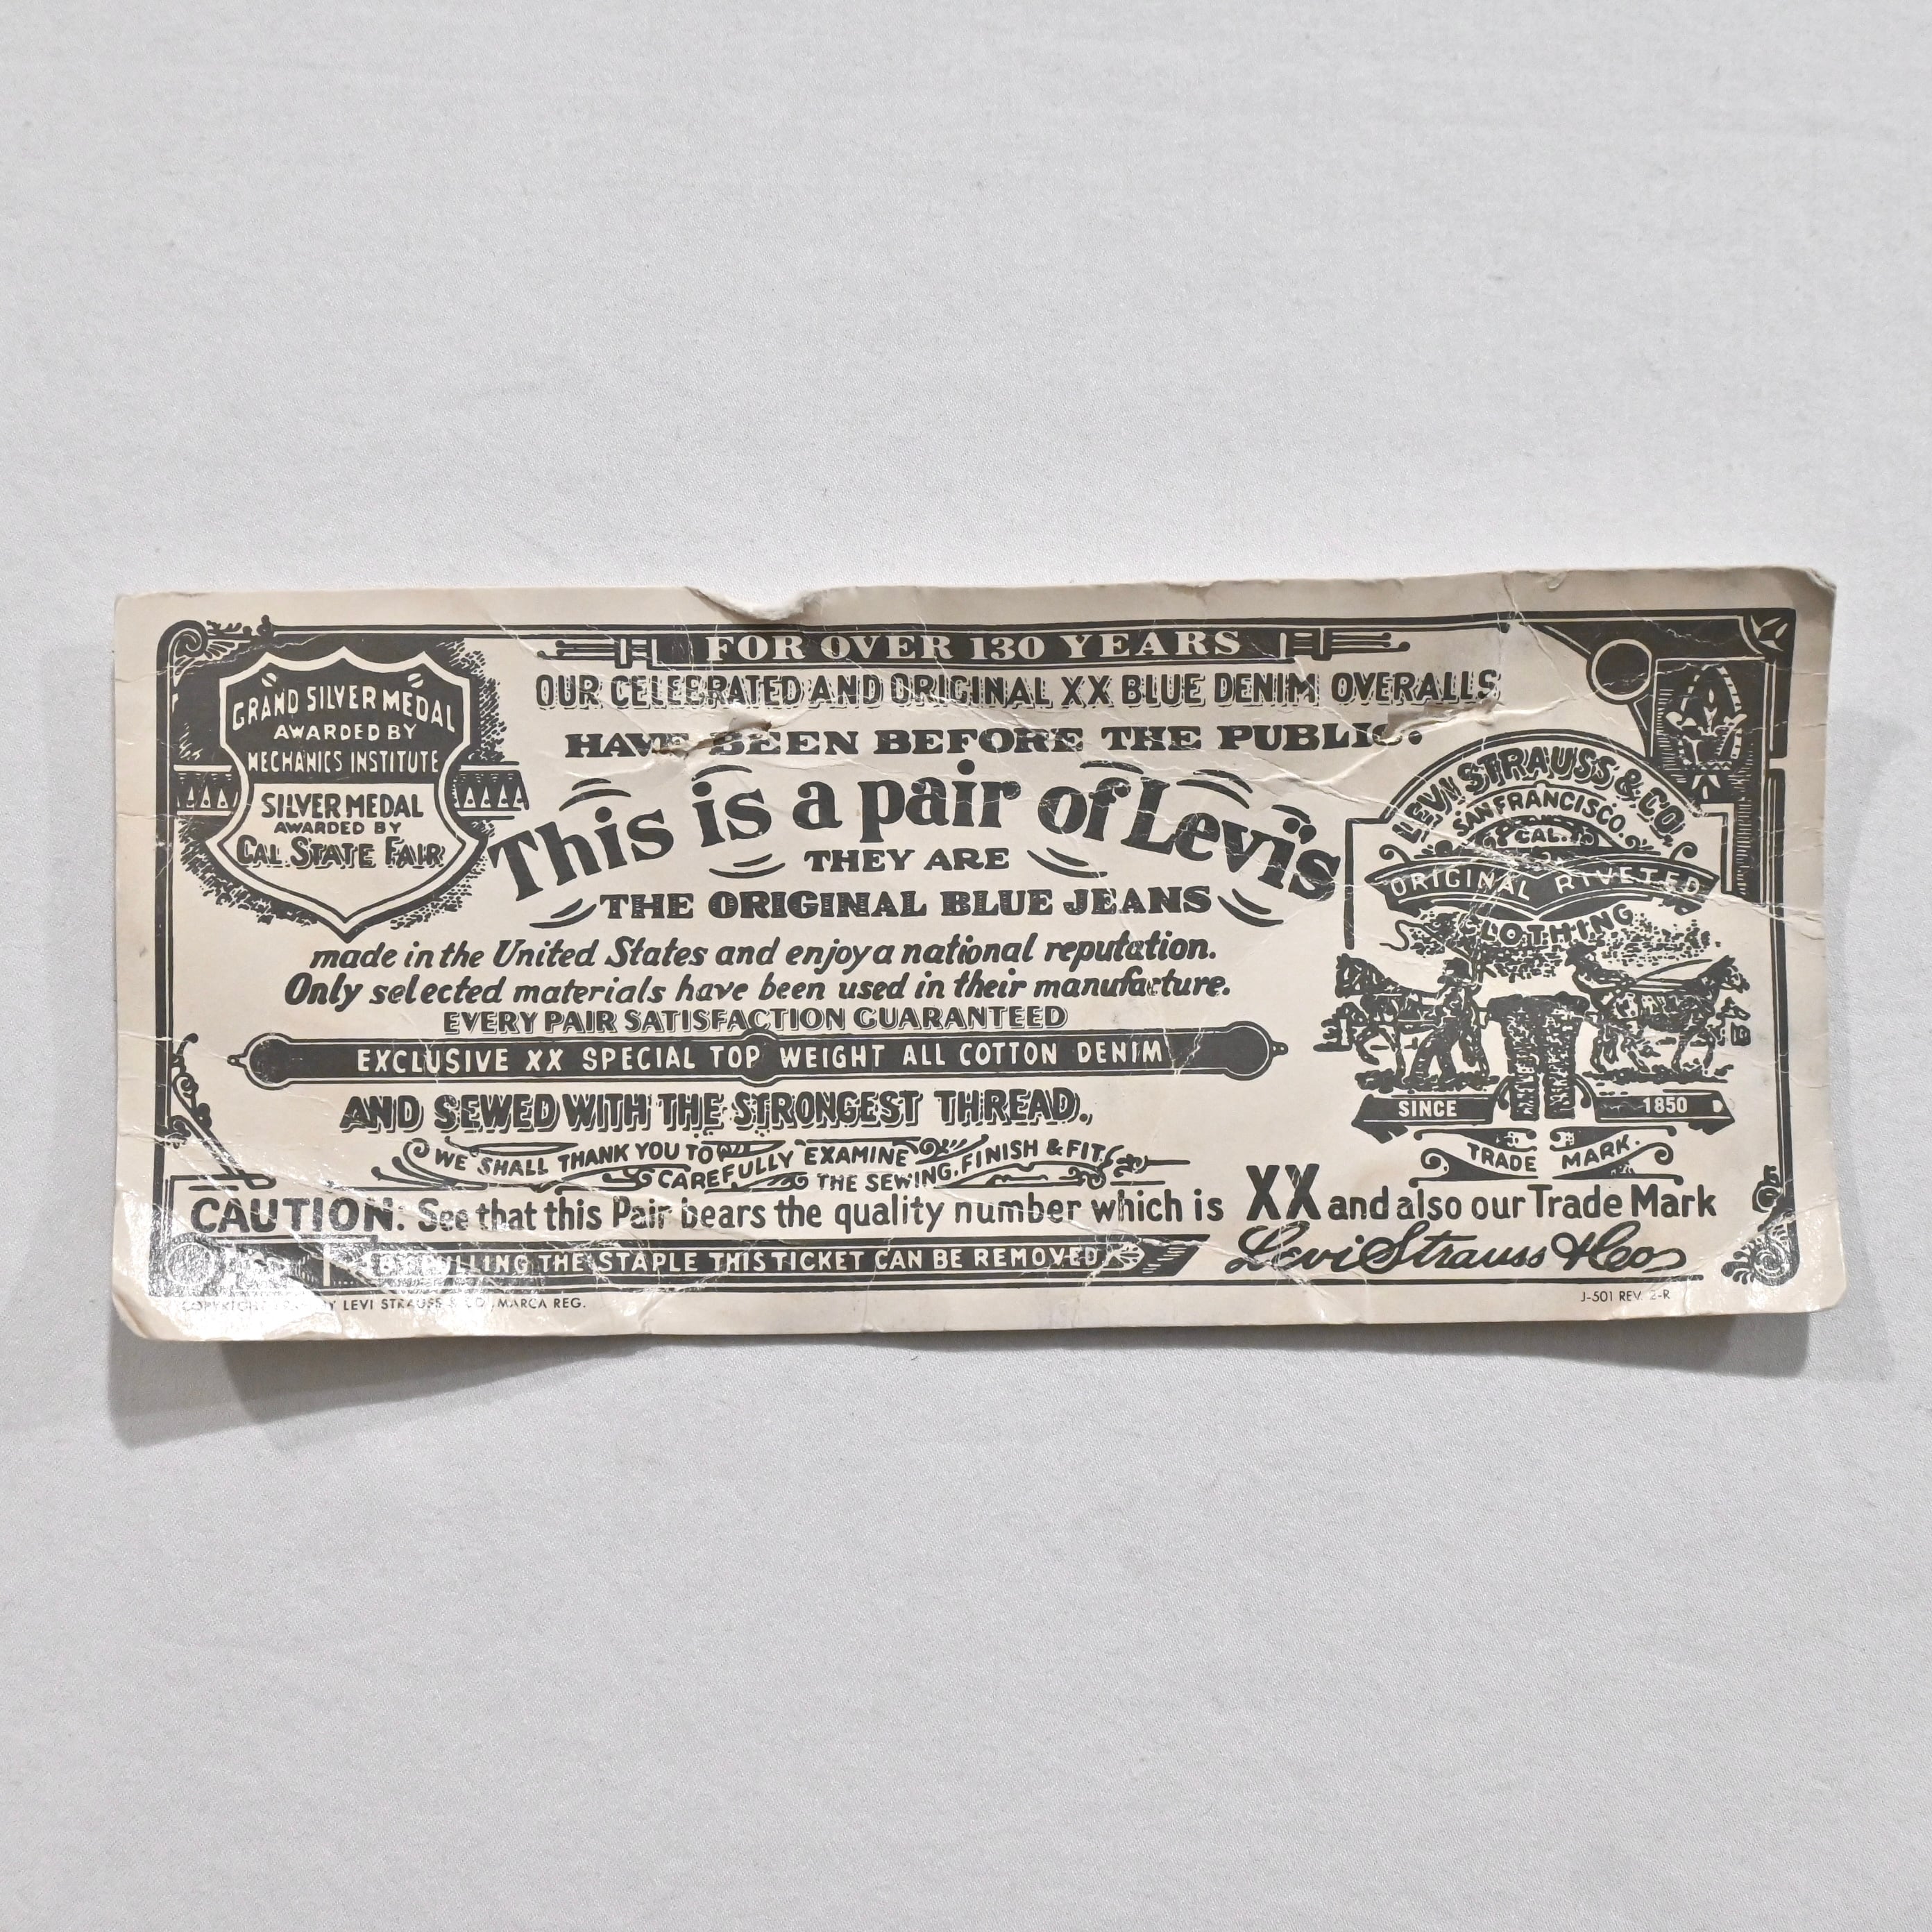 FOR OVER 130 YEARS
OUR CELEBRATED AND ORIGINAL XX BLUE DENIM OVERALLS
HAVE BEEN BEFORE THE PUBLIC.
GRAND SILVER MEDAL
AWARDED BY
MECHANICS INSTITUTE
SILVER MEDAL
AWARDED BY
CAL. STATE FAIR
This is a pair of Levi's
THEY ARE
THE ORIGINAL BLUE JEANS
made in the United States and enjoy a national reputation.
Only selected materials have been used in their manufacture.
EVERY PAIR SATISFACTION GUARANTEED
EXCLUSIVE XX SPECIAL TOP WEIGHT ALL COTTON DENIM
AND SEWED WITH THE STRONGEST THREAD.
WE SHALL THANK YOU TO CAREFULLY EXAMINE
THE SEWING, FINISH & FIT.
LEVI STRAUSS & CO.
SAN FRANCISCO.
CAL.
ORIGINAL RIVETED
CLOTHING
SINCE 1850
TRADE MARK.
CAUTION: See that this Pair bears the quality number which is XX and also our Trade Mark
BY PULLING THE STAPLE THIS TICKET CAN BE REMOVED
Levi Strauss & Co
COPYRIGHT BY LEVI STRAUSS & CO. MARCA REG.
J-501 REV. 2-R